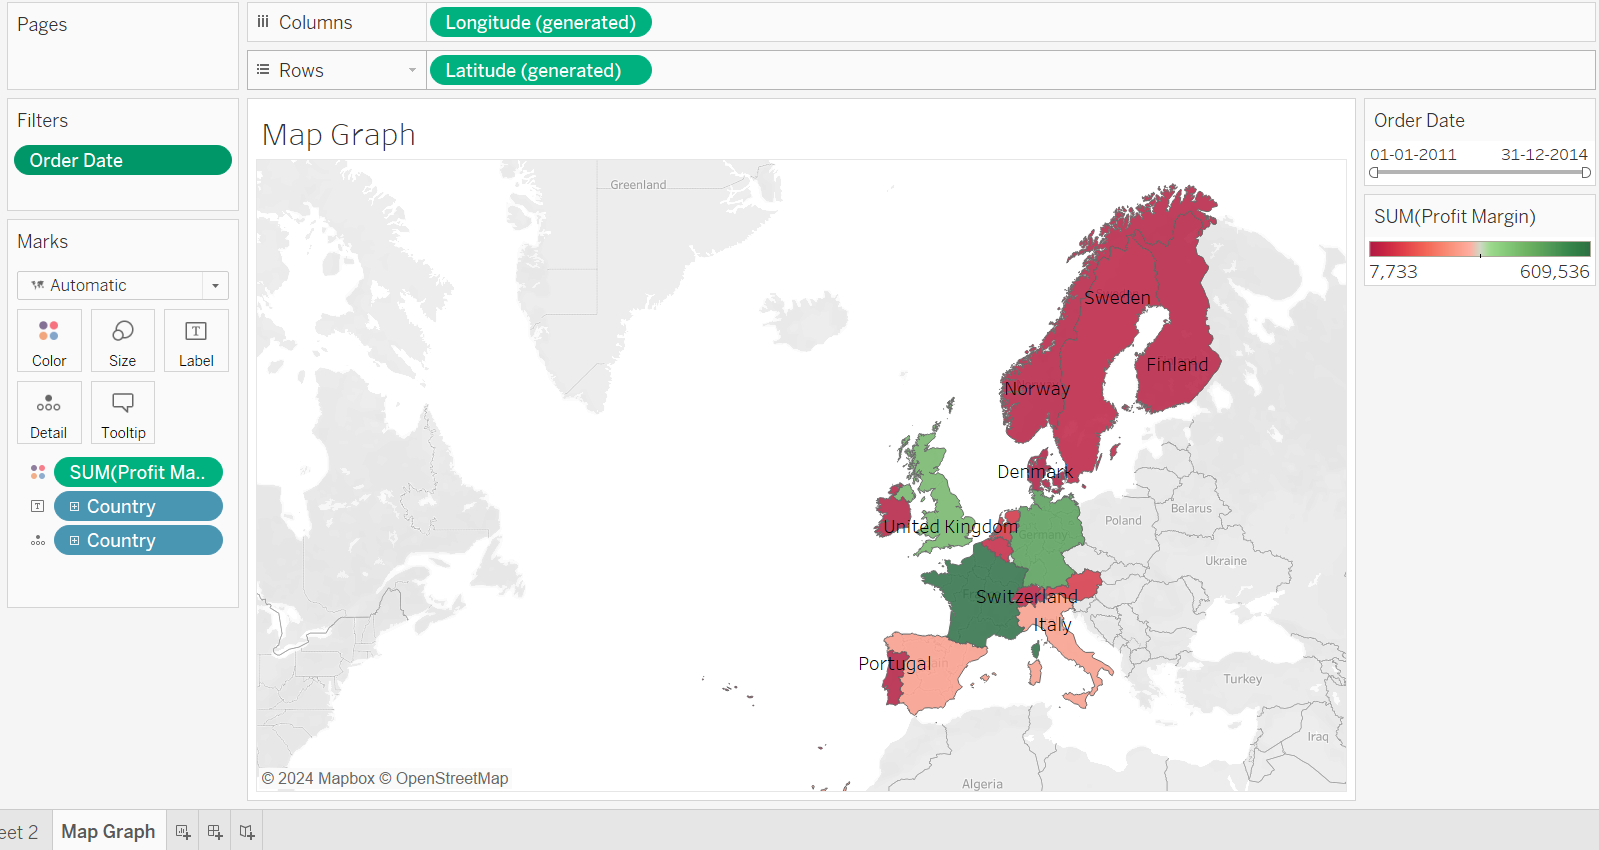 Pages
Columns
Longitude (generated)
Rows
Latitude (generated)
Filters
Order Date
Marks
Automatic
Color
Size
Label
Detail
Tooltip
SUM(Profit Ma..
Country
Country
Map Graph
Greenland
Sweden
Finland
Norway
Denmark
United Kingdom
Germany
Poland
Belarus
Ukraine
Switzerland
Italy
Portugal
Turkey
Iraq
Algeria
© 2024 Mapbox © OpenStreetMap
Order Date
01-01-2011 31-12-2014
SUM(Profit Margin)
7,733 609,536
eet 2
Map Graph